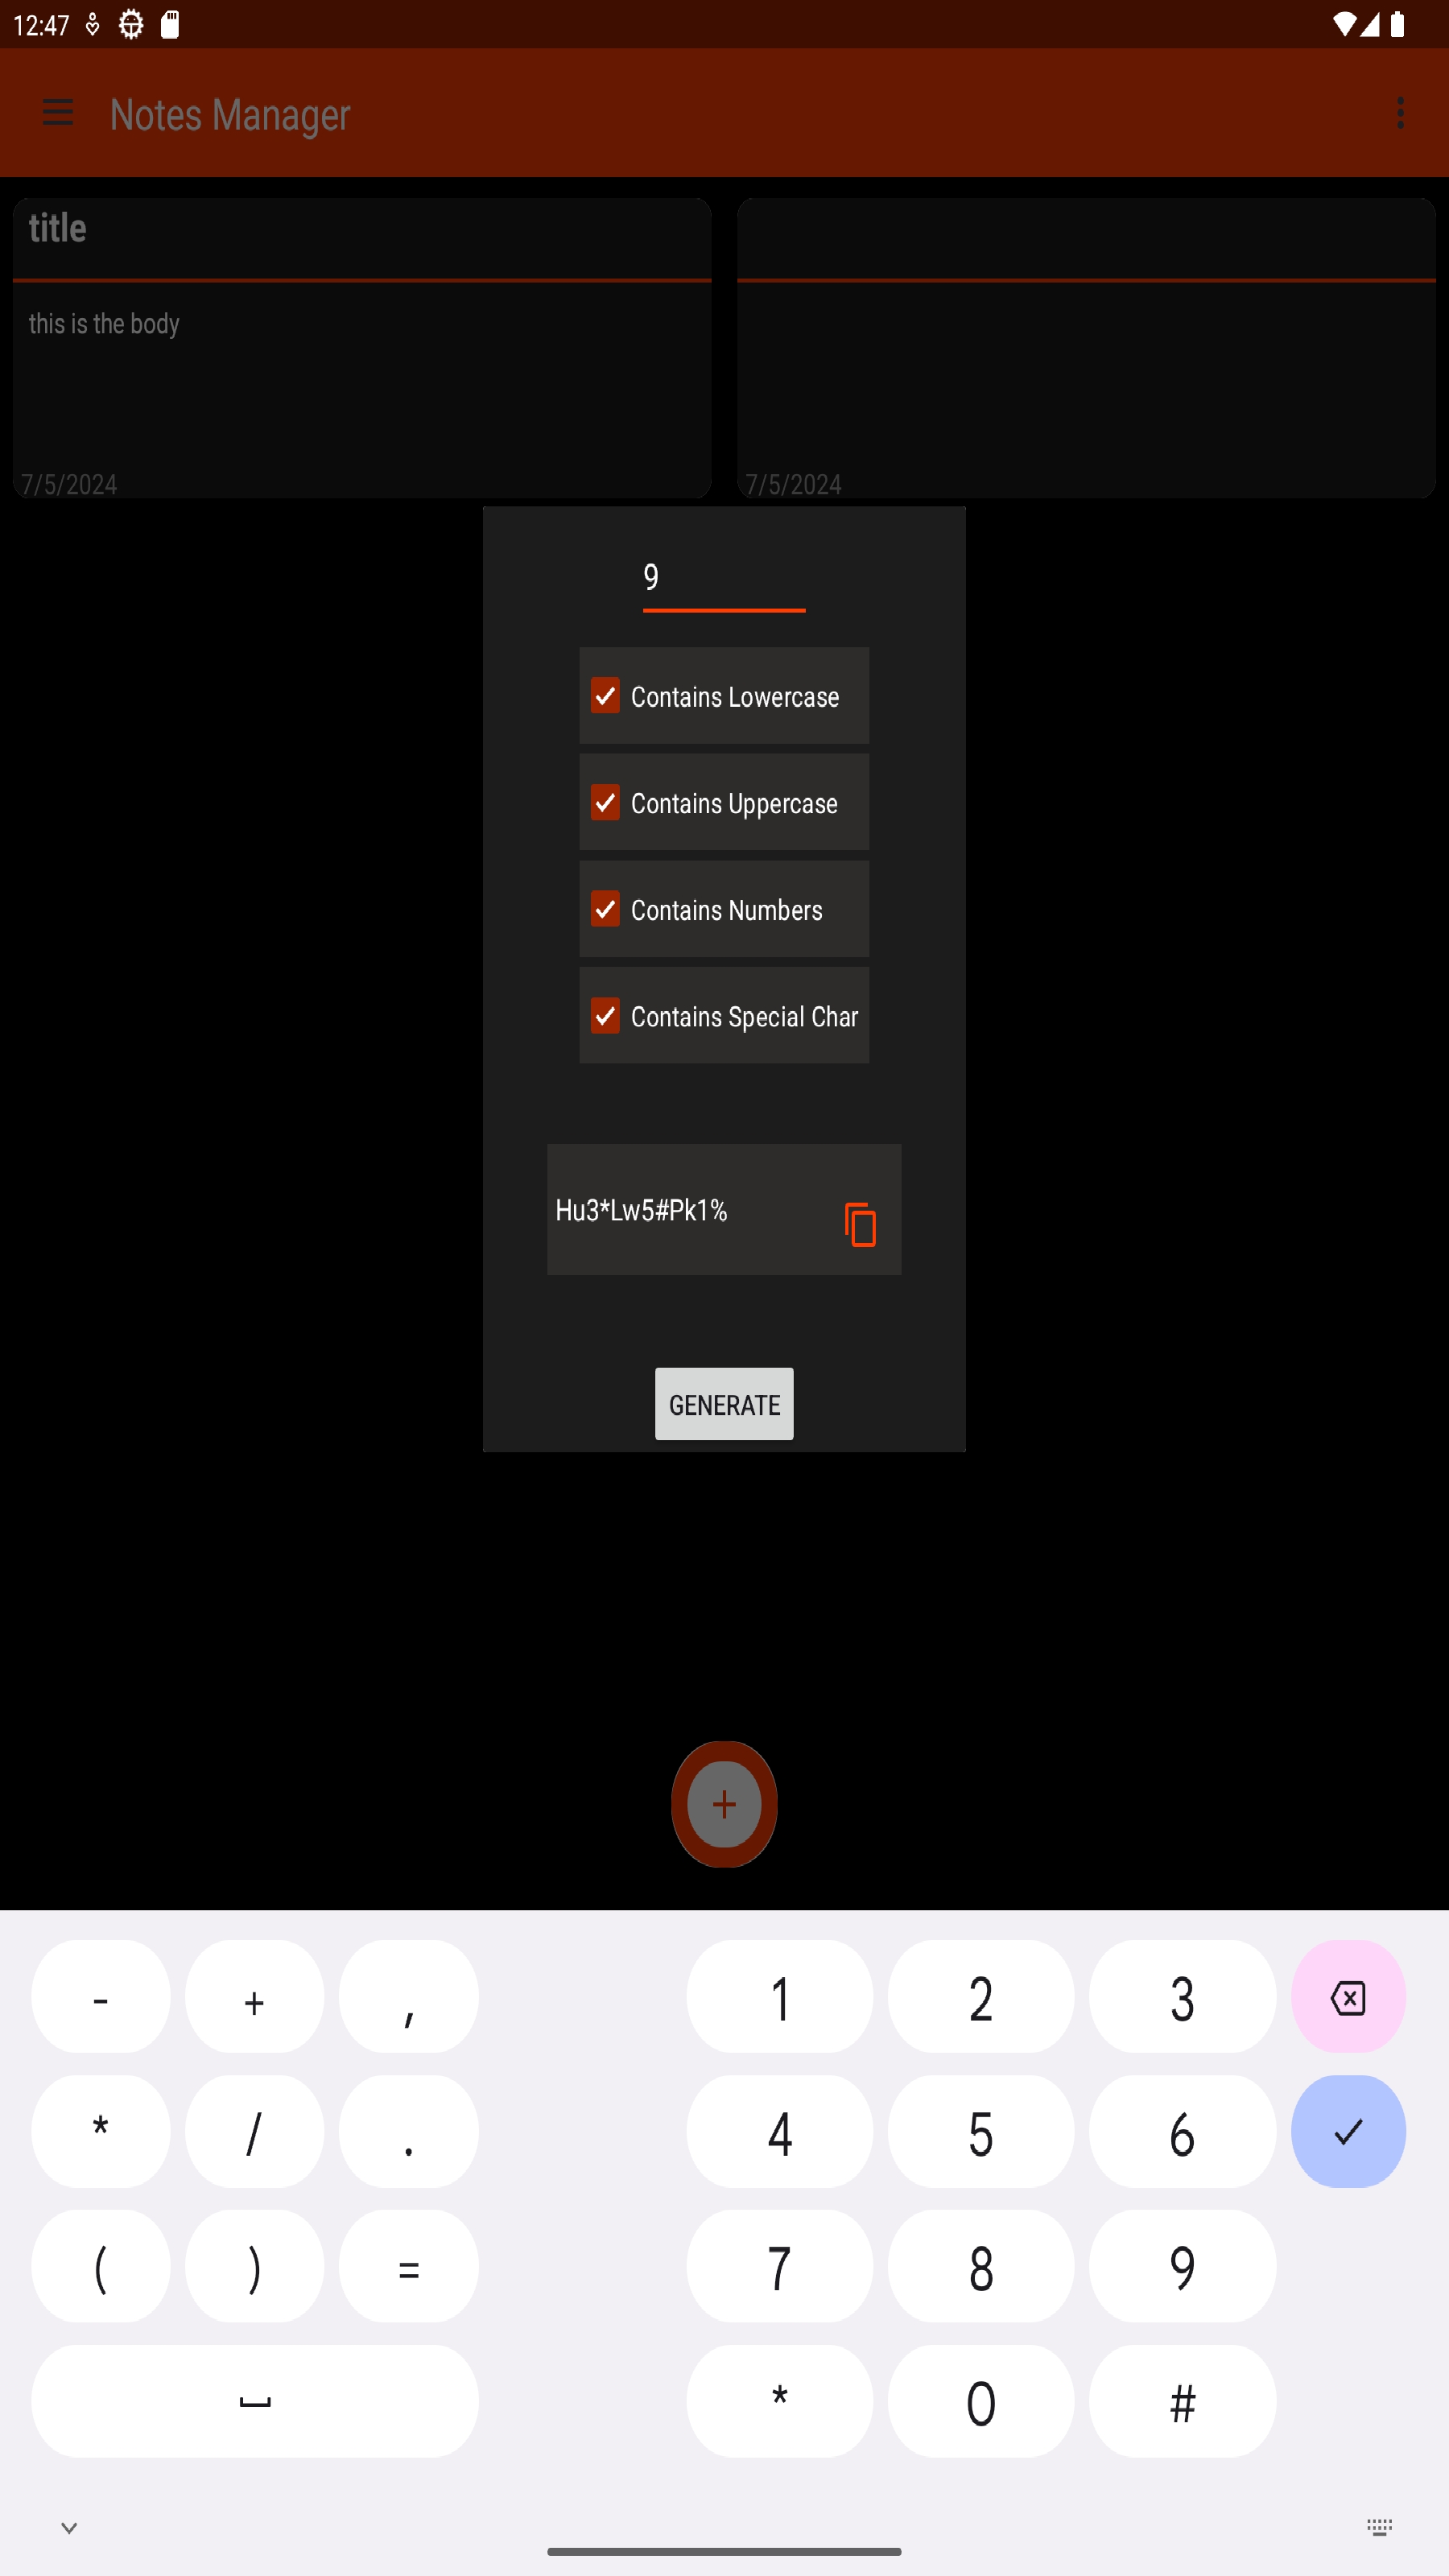 12:47
Notes Manager
title
this is the body
7/5/2024
7/5/2024
9
Contains Lowercase
Contains Uppercase
Contains Numbers
Contains Special Char
Hu3*Lw5#Pk1%
GENERATE
+
- + , 1 2 3
* / . 4 5 6
( ) = 7 8 9
* 0 #